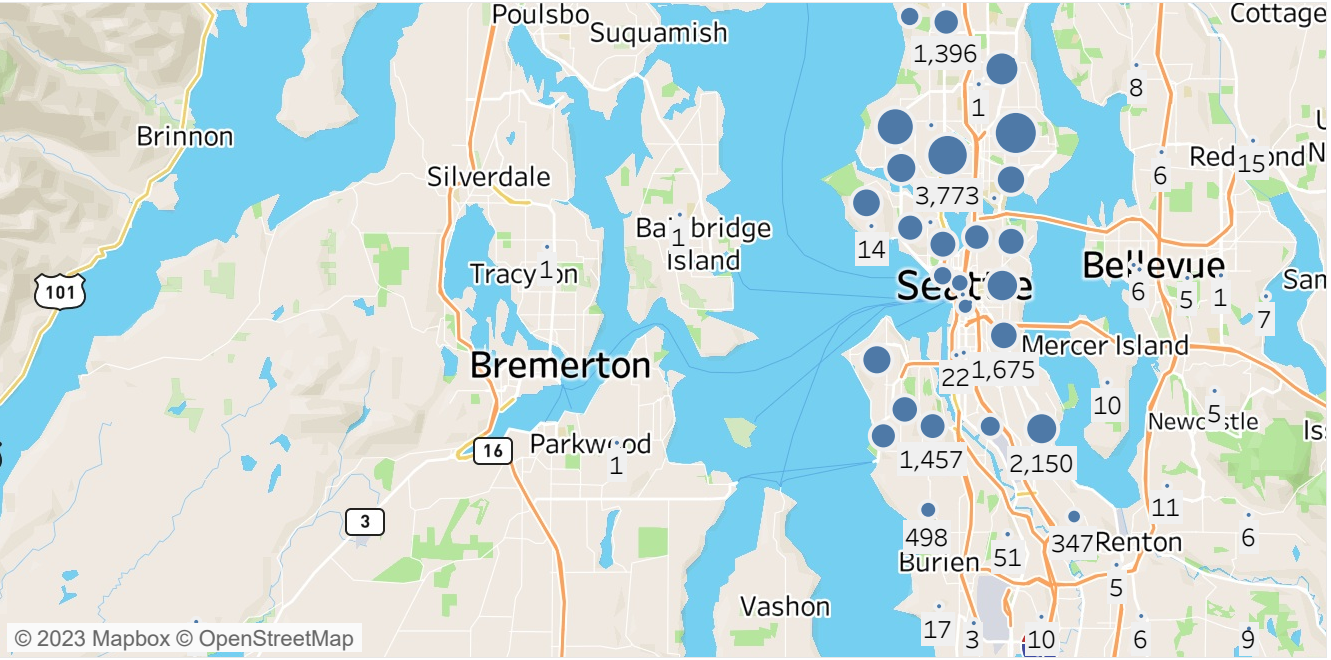 Poulsbo
Cottage
Suquamish
1,396
8
1
Brinnon
Silverdale
6
15
3,773
Bainbridge
Island
1
14
Tracyton
1
101
Seattle
Bellevue
San
6
5
1
7
Mercer Island
Bremerton
22
1,675
10
5
Newcastle
Parkwood
1
16
1,457
2,150
3
11
498
Burien
51
347
Renton
6
5
Vashon
17
3
10
6
9
© 2023 Mapbox © OpenStreetMap